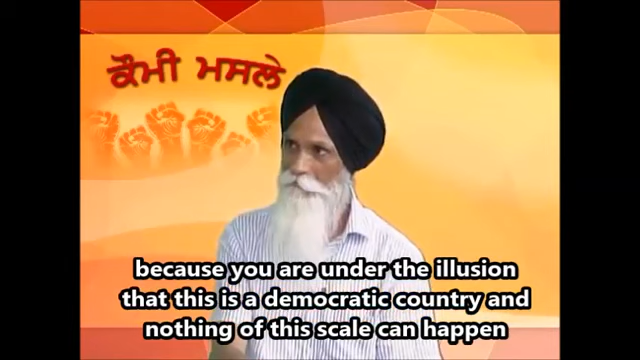 ਕੌਮੀ ਮਸਲੇ
because you are under the illusion
that this is a democratic country and
nothing of this scale can happen